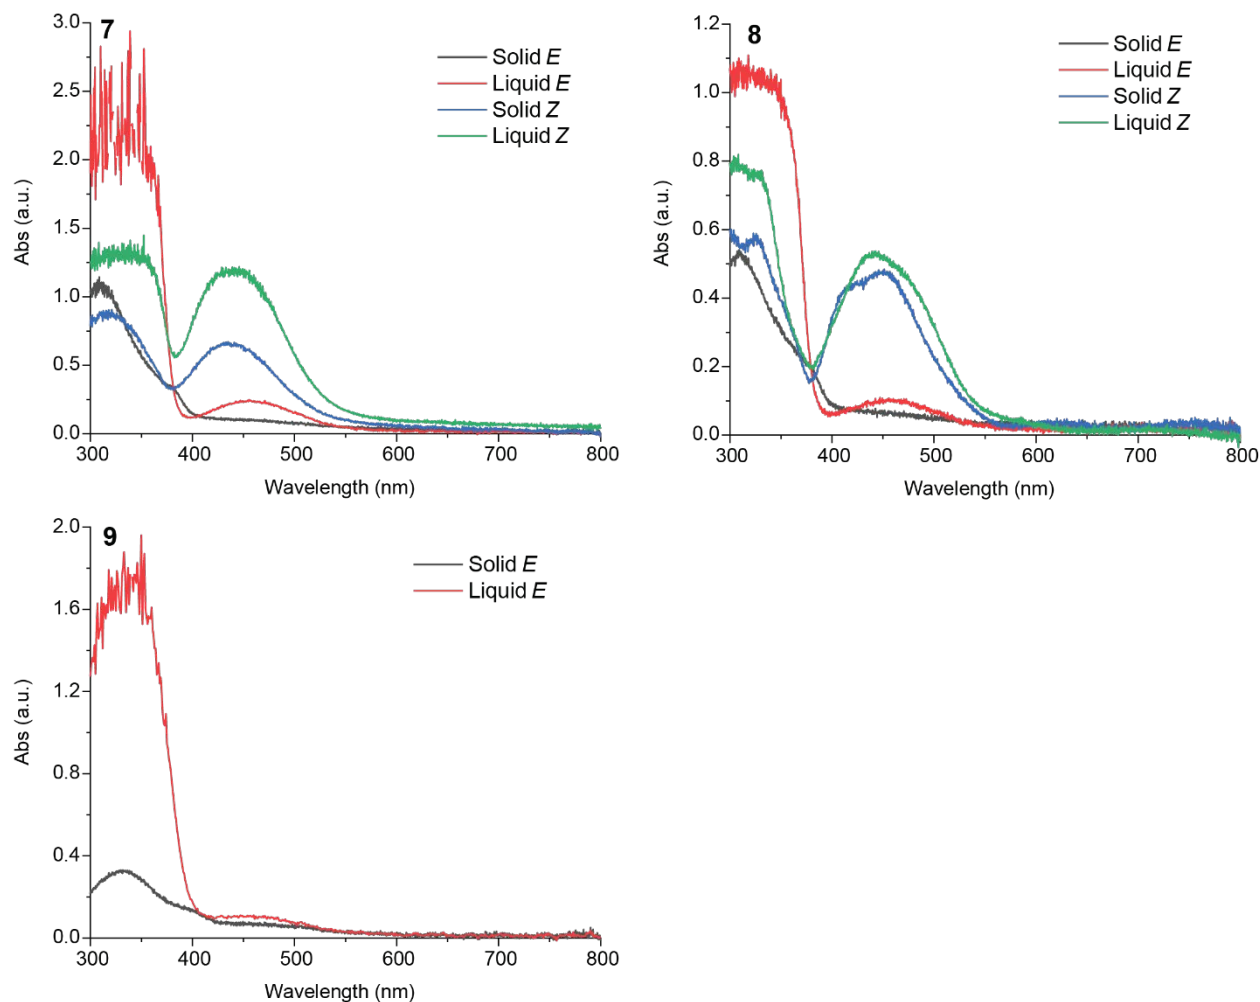 7
Solid E
Liquid E
Solid Z
Liquid Z
3.0
2.5
2.0
1.5
1.0
0.5
0.0
Abs (a.u.)
300 400 500 600 700 800
Wavelength (nm)
8
Solid E
Liquid E
Solid Z
Liquid Z
1.2
1.0
0.8
0.6
0.4
0.2
0.0
Abs (a.u.)
300 400 500 600 700 800
Wavelength (nm)
9
Solid E
Liquid E
2.0
1.6
1.2
0.8
0.4
0.0
Abs (a.u.)
300 400 500 600 700 800
Wavelength (nm)